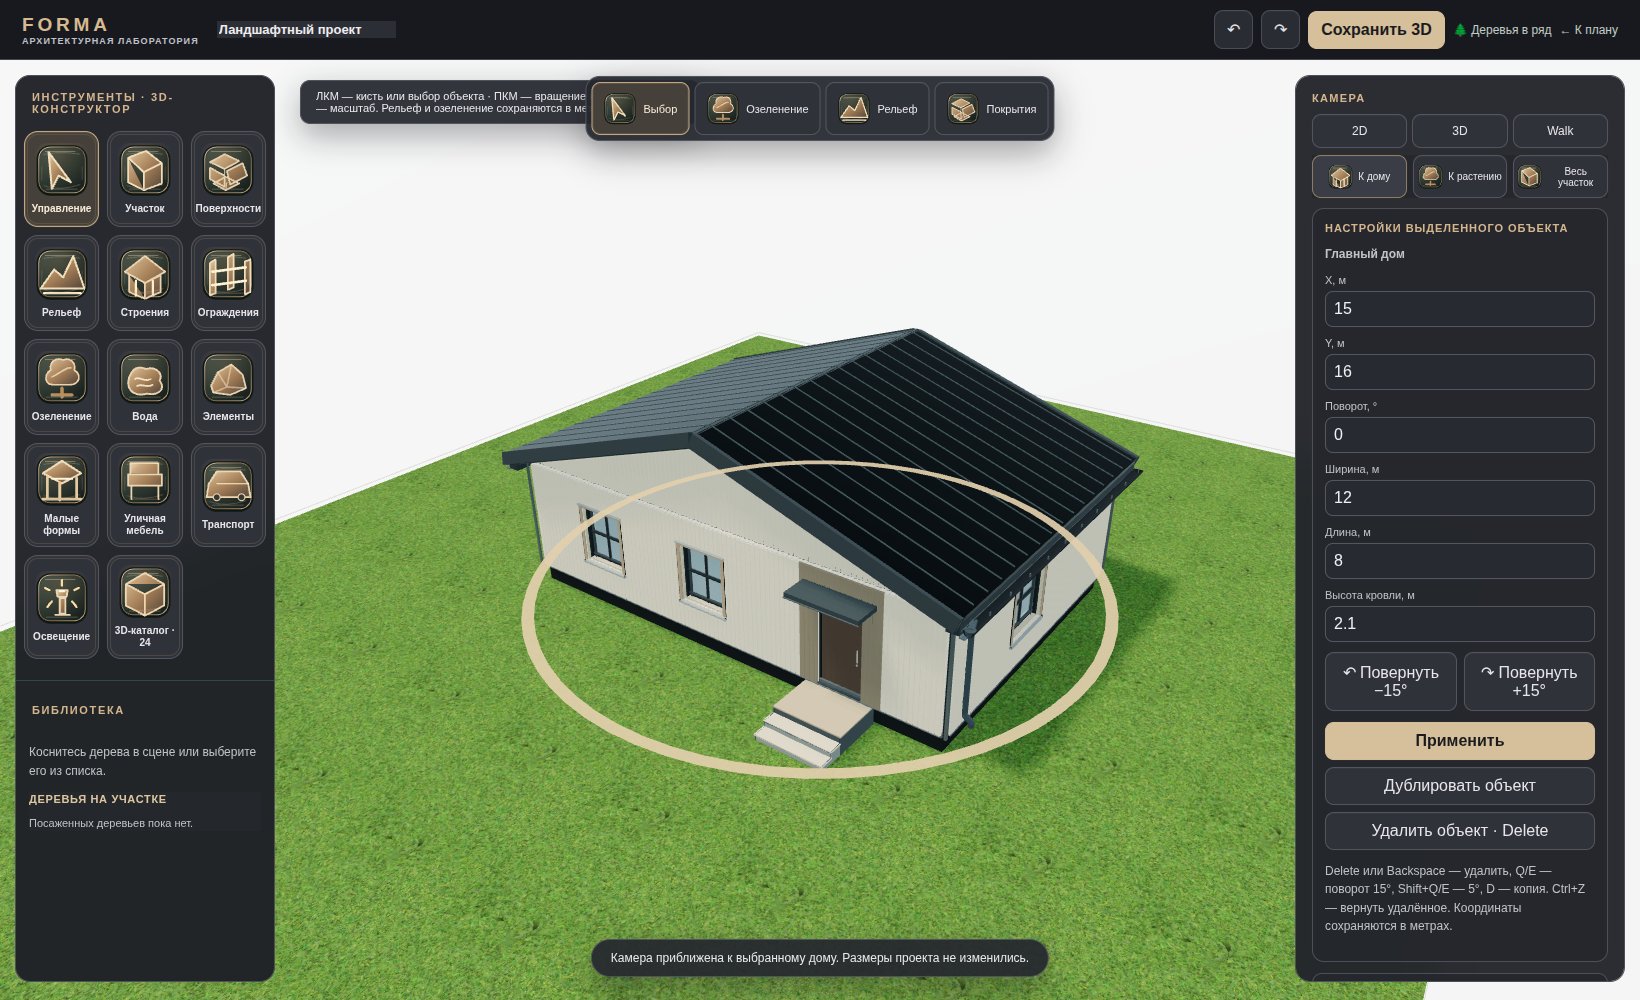 FORMA
АРХИТЕКТУРНАЯ ЛАБОРАТОРИЯ
Ландшафтный проект
↶
↷
Сохранить 3D
🌲 Деревья в ряд
← К плану
ИНСТРУМЕНТЫ · 3D-
КОНСТРУКТОР
Управление
Участок
Поверхности
Рельеф
Строения
Ограждения
Озеленение
Вода
Элементы
Малые
формы
Уличная
мебель
Транспорт
Освещение
3D-каталог ·
24
БИБЛИОТЕКА
Коснитесь дерева в сцене или выберите
его из списка.
ДЕРЕВЬЯ НА УЧАСТКЕ
Посаженных деревьев пока нет.
ЛКМ — кисть или выбор объекта · ПКМ — вращение
— масштаб. Рельеф и озеленение сохраняются в ме
Выбор
Озеленение
Рельеф
Покрытия
Камера приближена к выбранному дому. Размеры проекта не изменились.
КАМЕРА
2D
3D
Walk
К дому
К растению
Весь
участок
НАСТРОЙКИ ВЫДЕЛЕННОГО ОБЪЕКТА
Главный дом
X, м
15
Y, м
16
Поворот, °
0
Ширина, м
12
Длина, м
8
Высота кровли, м
2.1
↶ Повернуть
−15°
↷ Повернуть
+15°
Применить
Дублировать объект
Удалить объект · Delete
Delete или Backspace — удалить, Q/E —
поворот 15°, Shift+Q/E — 5°, D — копия. Ctrl+Z
— вернуть удалённое. Координаты
сохраняются в метрах.